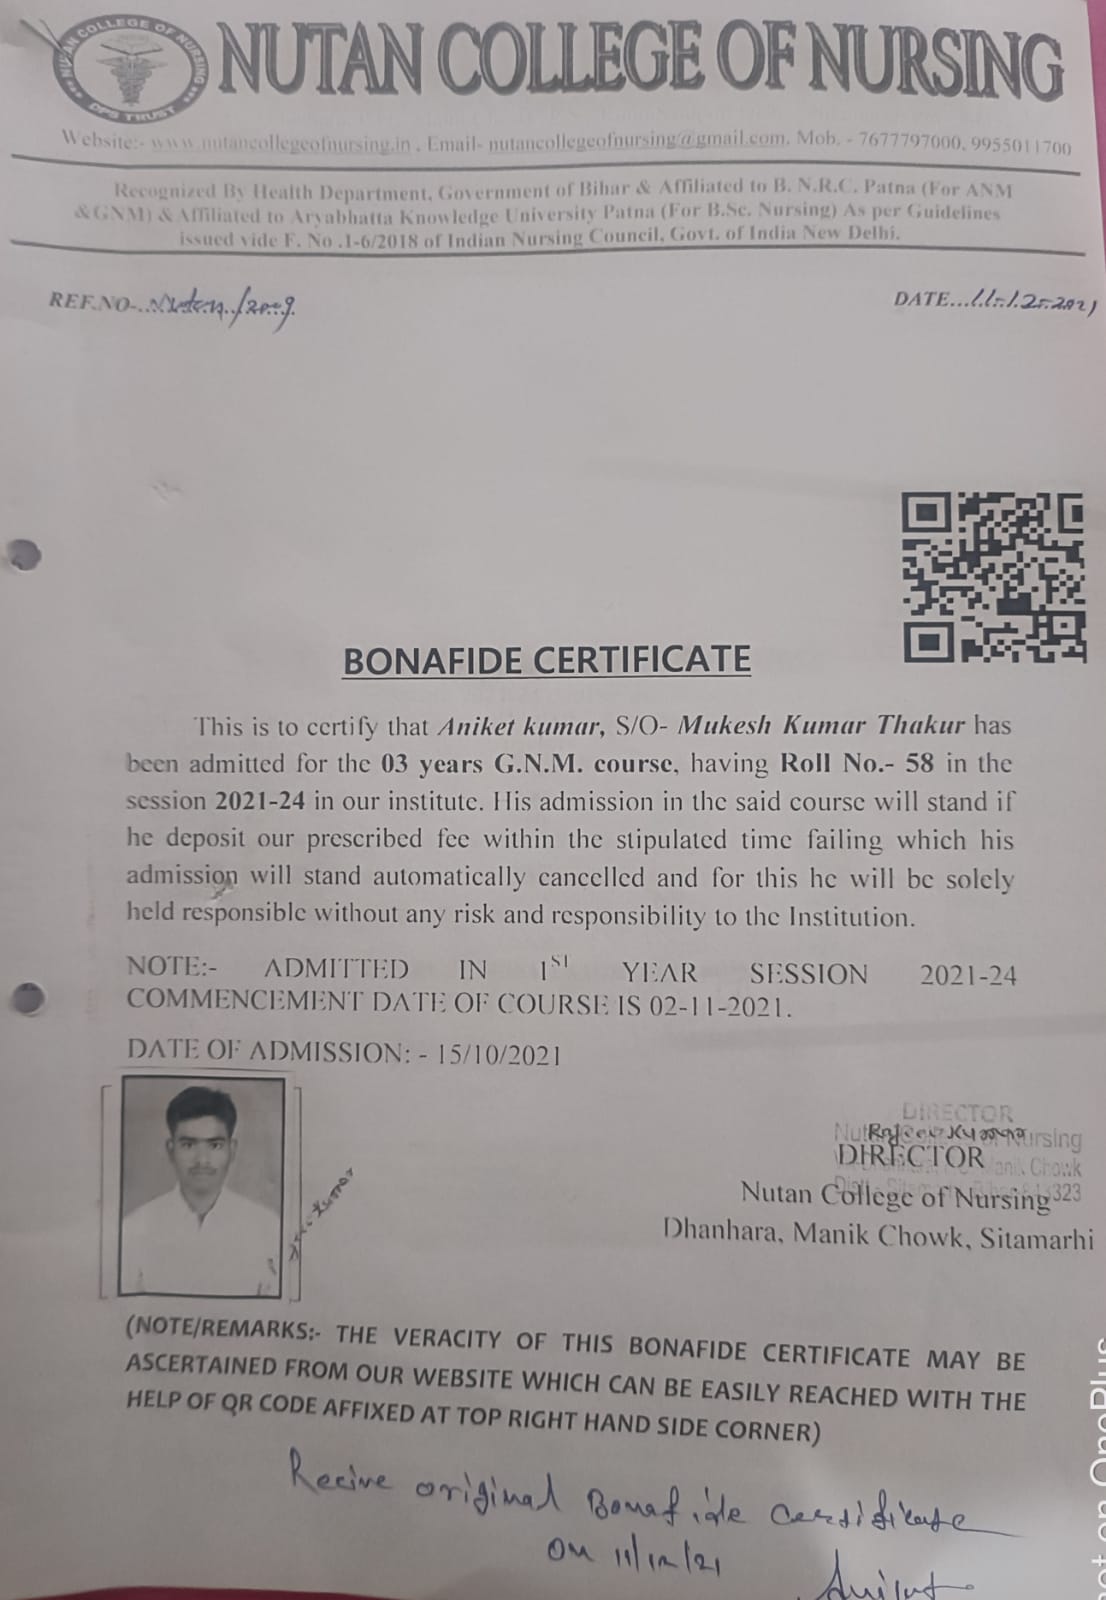 NUTAN COLLEGE OF NURSING
NUTAN COLLEGE OF NURSING
DPS TRUST
Website:- www.nutancollegeofnursing.in , Email- nutancollegeofnursing@gmail.com, Mob. - 7677797000, 9955011700
Recognized By Health Department, Government of Bihar & Affiliated to B. N.R.C. Patna (For ANM
&GNM) & Affiliated to Aryabhatta Knowledge University Patna (For B.Sc. Nursing) As per Guidelines
issued vide F. No .1-6/2018 of Indian Nursing Council, Govt. of India New Delhi.
REF.NO-...Nutan./2009
DATE...11-12-2021
BONAFIDE CERTIFICATE
This is to certify that Aniket kumar, S/O- Mukesh Kumar Thakur has
been admitted for the 03 years G.N.M. course, having Roll No.- 58 in the
session 2021-24 in our institute. His admission in the said course will stand if
he deposit our prescribed fee within the stipulated time failing which his
admission will stand automatically cancelled and for this he will be solely
held responsible without any risk and responsibility to the Institution.
NOTE:- ADMITTED IN 1ST YEAR SESSION 2021-24
COMMENCEMENT DATE OF COURSE IS 02-11-2021.
DATE OF ADMISSION: - 15/10/2021
Kumar
DIRECTOR
Nursing
DIRECTOR
Manik Chowk
Nutan College of Nursing
Dhanhara, Manik Chowk, Sitamarhi
(NOTE/REMARKS:- THE VERACITY OF THIS BONAFIDE CERTIFICATE MAY BE
ASCERTAINED FROM OUR WEBSITE WHICH CAN BE EASILY REACHED WITH THE
HELP OF QR CODE AFFIXED AT TOP RIGHT HAND SIDE CORNER)
Recive original Bonafide certificate
on 11/12/21
Aniket
on OnePlus